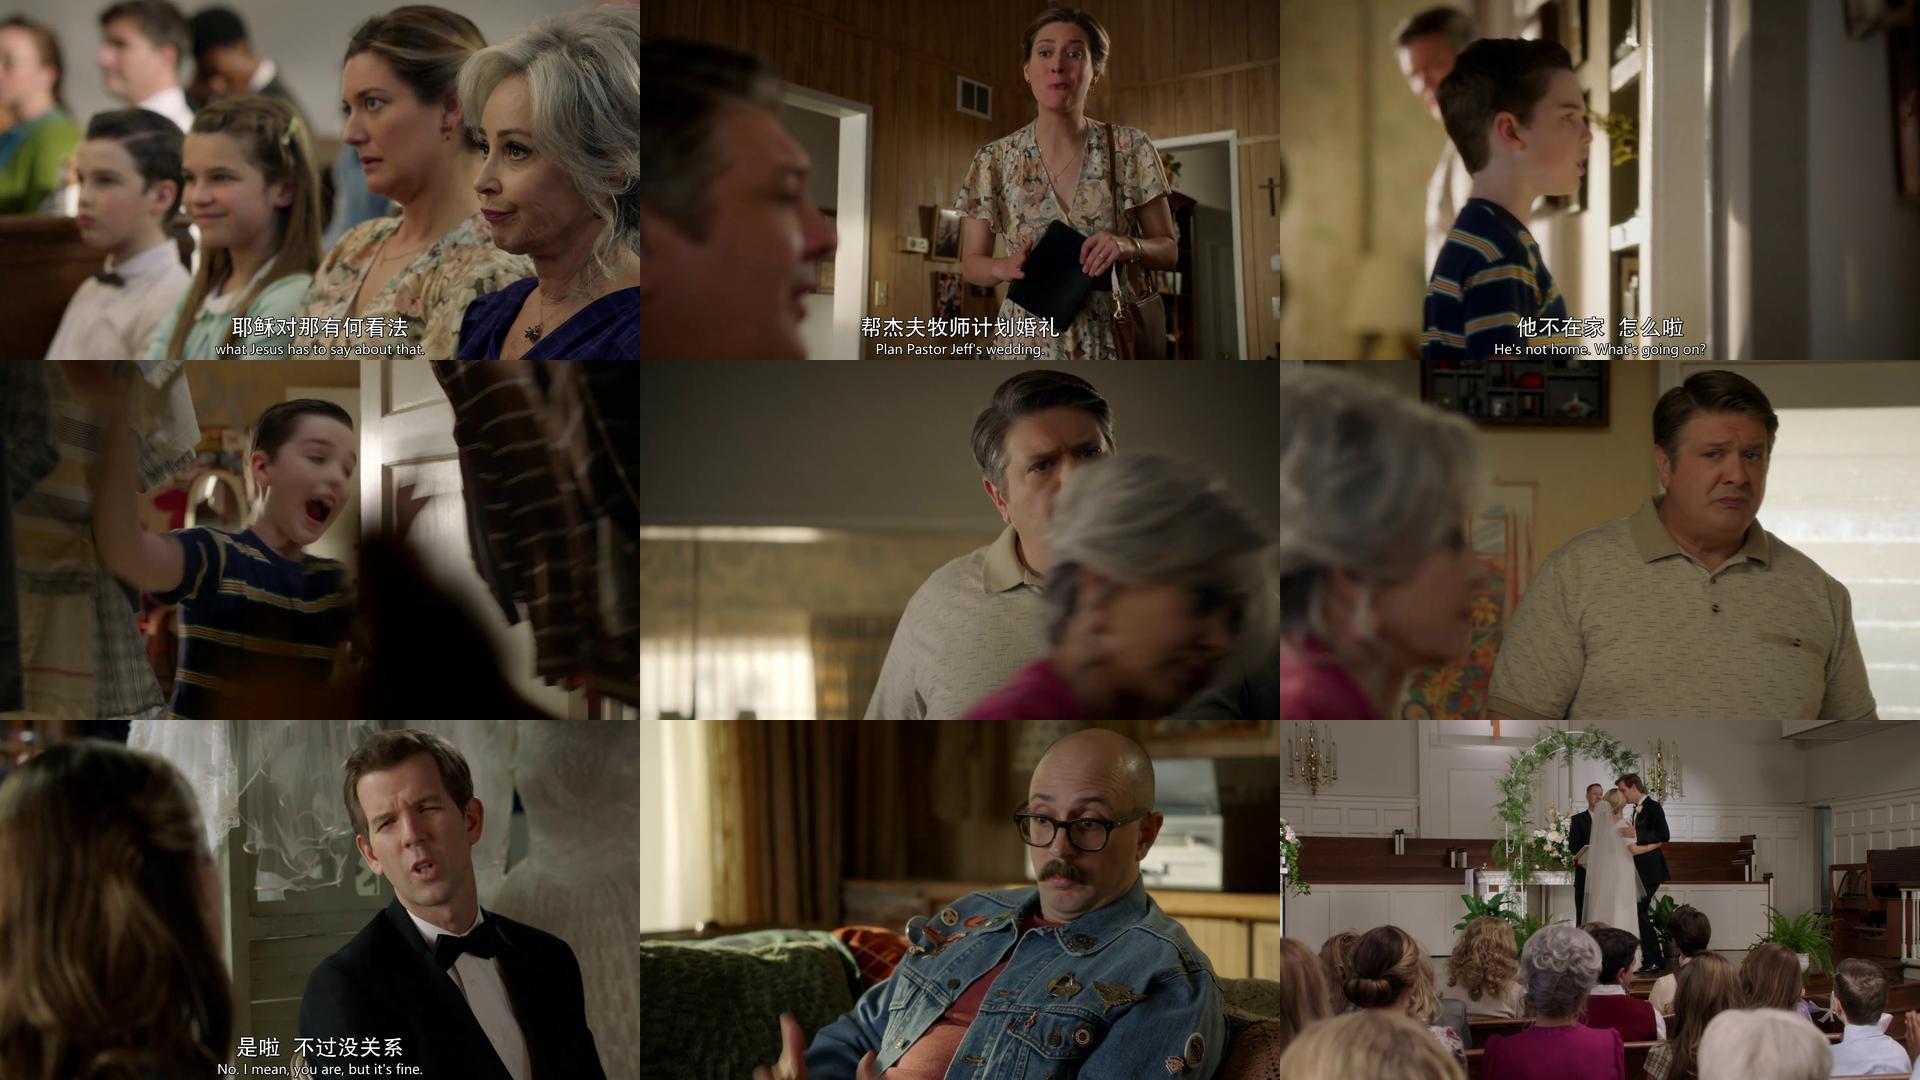 耶稣对那有何看法
what Jesus has to say about that.
帮杰夫牧师计划婚礼
Plan Pastor Jeff's wedding.
他不在家 怎么啦
He's not home. What's going on?
是啦 不过没关系
No. I mean, you are, but it's fine.